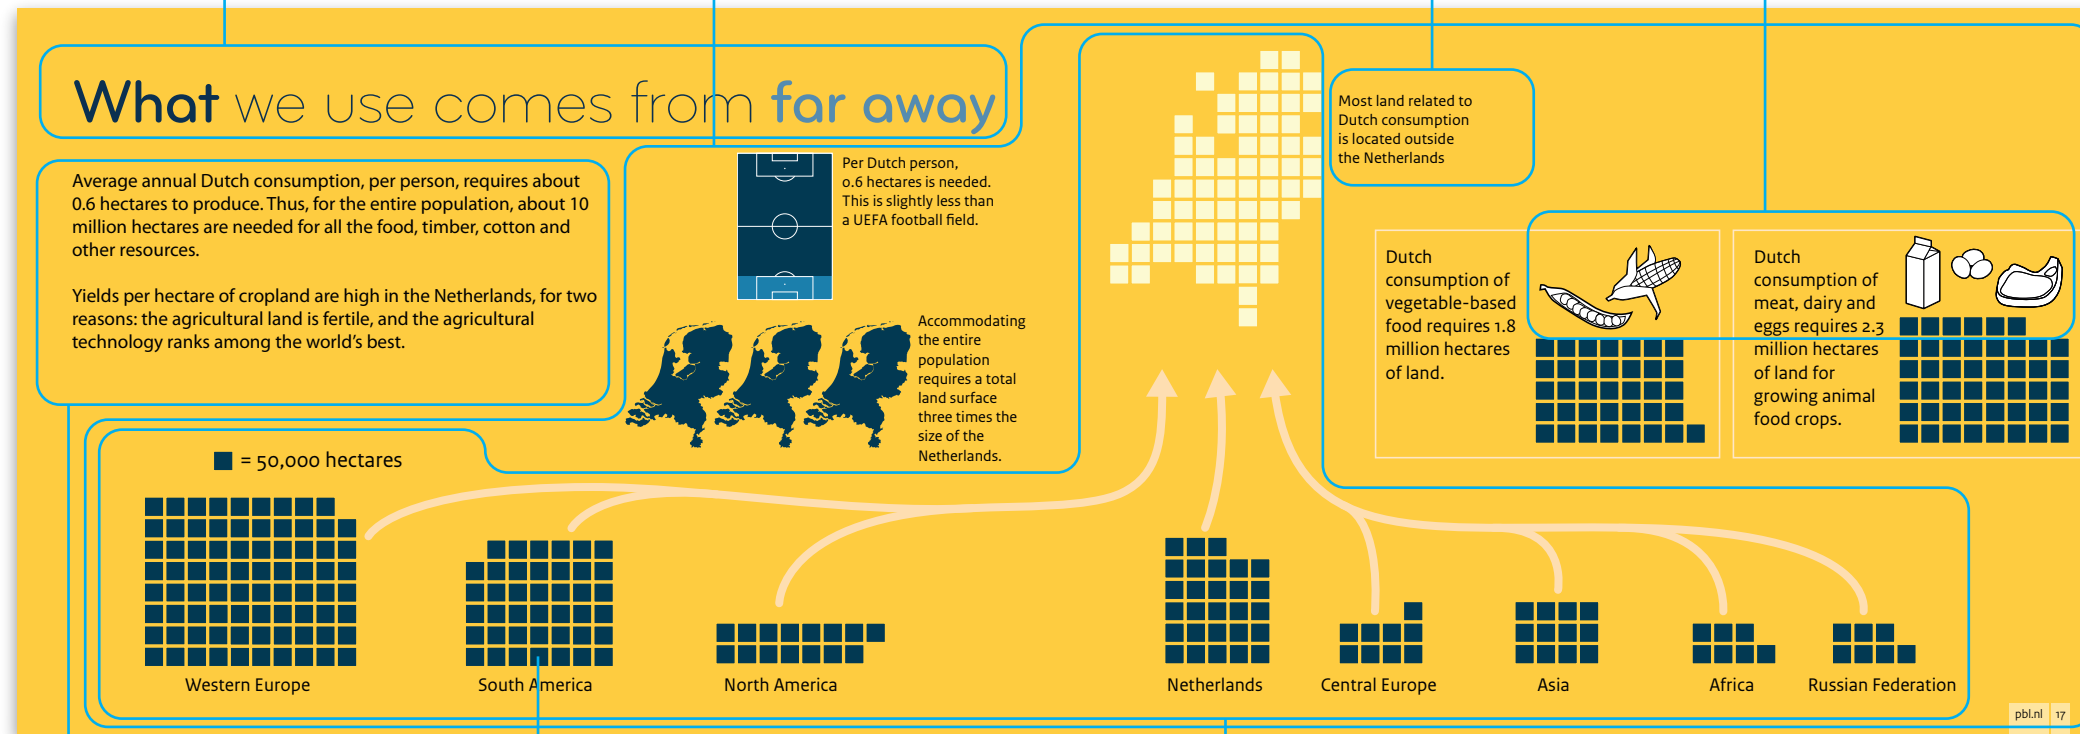 What we use comes from far away
Average annual Dutch consumption, per person, requires about
0.6 hectares to produce. Thus, for the entire population, about 10
million hectares are needed for all the food, timber, cotton and
other resources.
Yields per hectare of cropland are high in the Netherlands, for two
reasons: the agricultural land is fertile, and the agricultural
technology ranks among the world's best.
Per Dutch person,
0.6 hectares is needed.
This is slightly less than
a UEFA football field.
Accommodating
the entire
population
requires a total
land surface
three times the
size of the
Netherlands.
Most land related to
Dutch consumption
is located outside
the Netherlands
Dutch
consumption of
vegetable-based
food requires 1.8
million hectares
of land.
Dutch
consumption of
meat, dairy and
eggs requires 2.3
million hectares
of land for
growing animal
food crops.
= 50,000 hectares
Western Europe
South America
North America
Netherlands
Central Europe
Asia
Africa
Russian Federation
pbl.nl 17